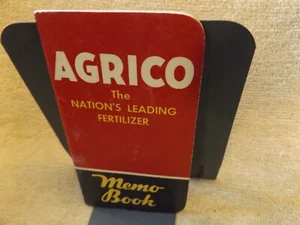 AGRICO
The
NATION'S LEADING
FERTILIZER
Memo
Book